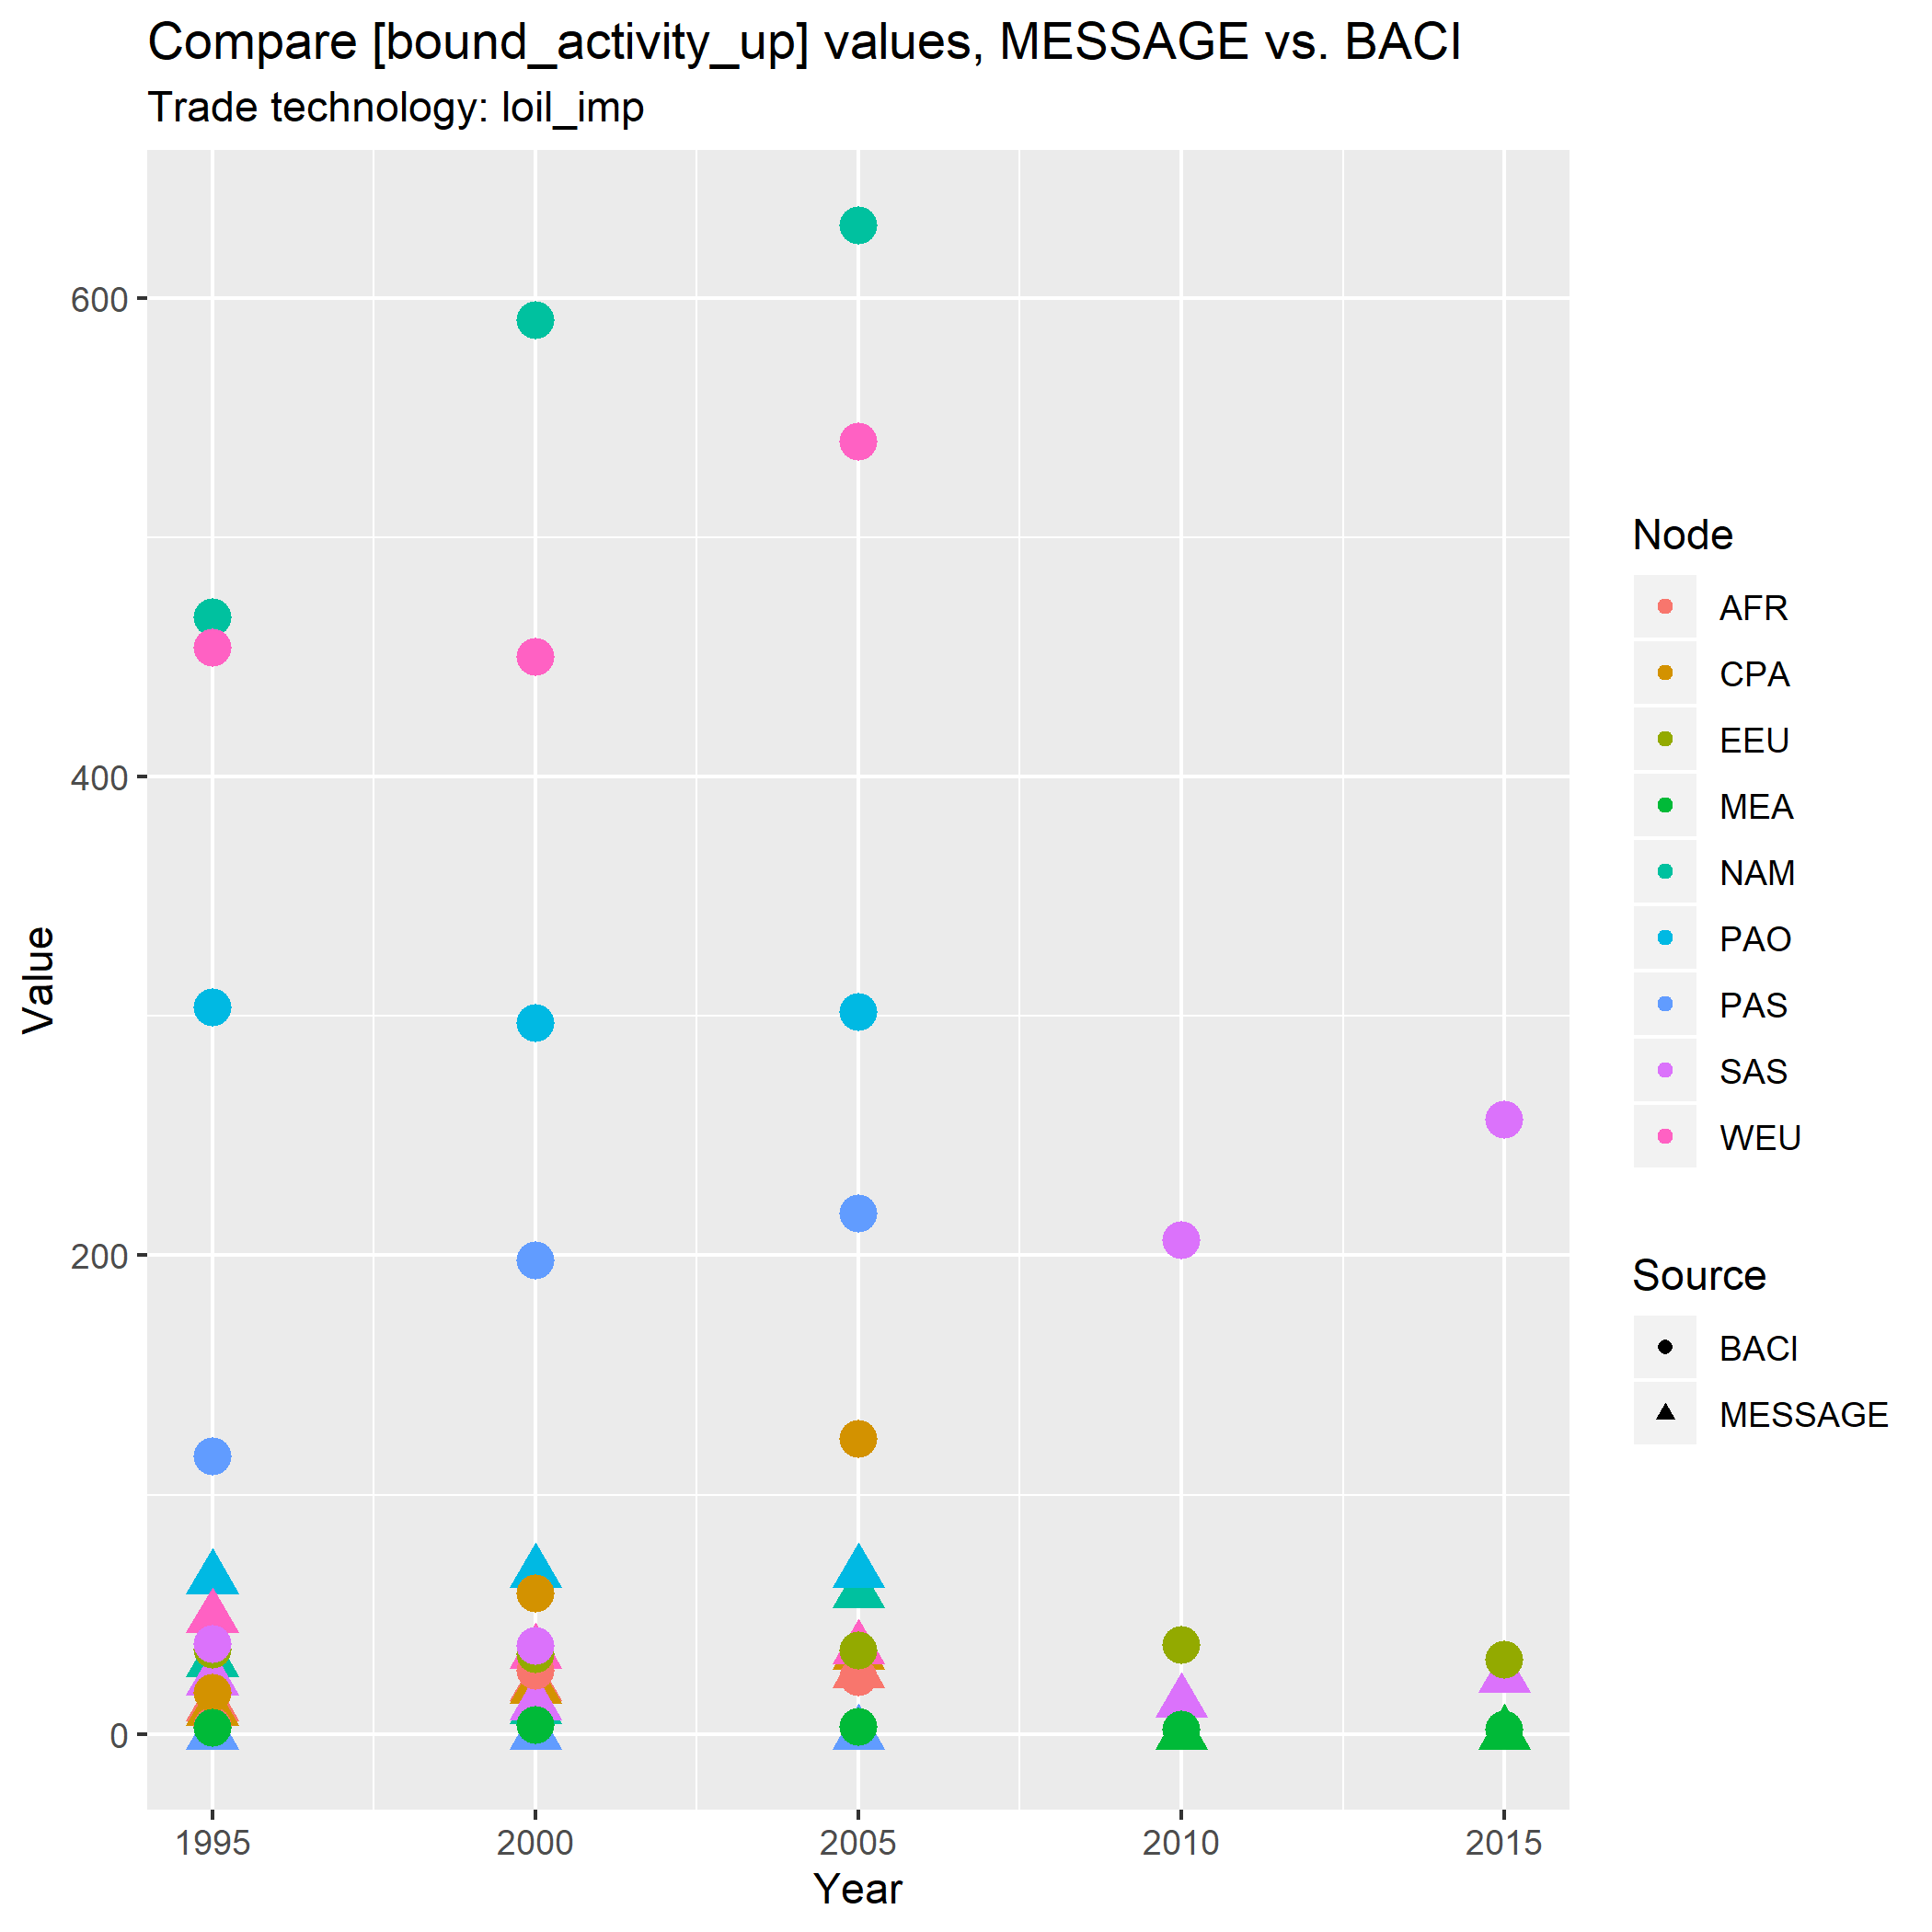 Compare [bound_activity_up] values, MESSAGE vs. BACI
Trade technology: loil_imp
600
400
200
0
Value
1995 2000 2005 2010 2015
Year
Node
AFR
CPA
EEU
MEA
NAM
PAO
PAS
SAS
WEU
Source
BACI
MESSAGE